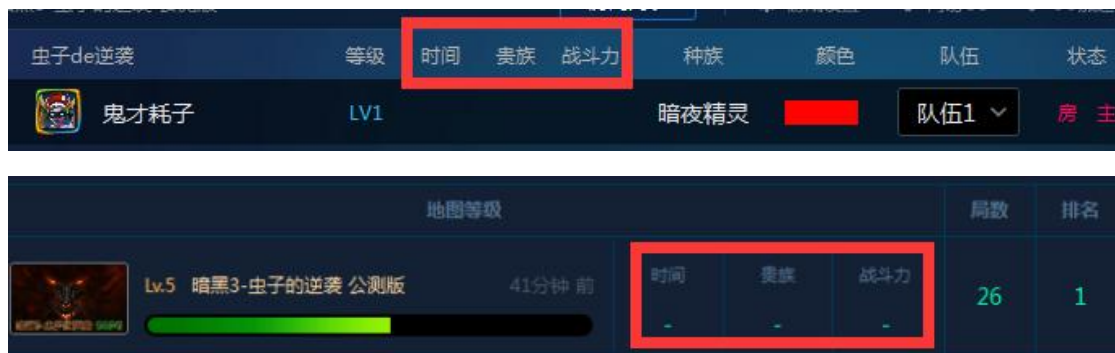 虫子de逆袭 等级 时间 贵族 战斗力 种族 颜色 队伍 状态
鬼才耗子 LV1 暗夜精灵 队伍1 房 主
地图等级 局数 排名
Lv.5 暗黑3-虫子的逆袭 公测版 41分钟 前 时间 贵族 战斗力 26 1
- - -